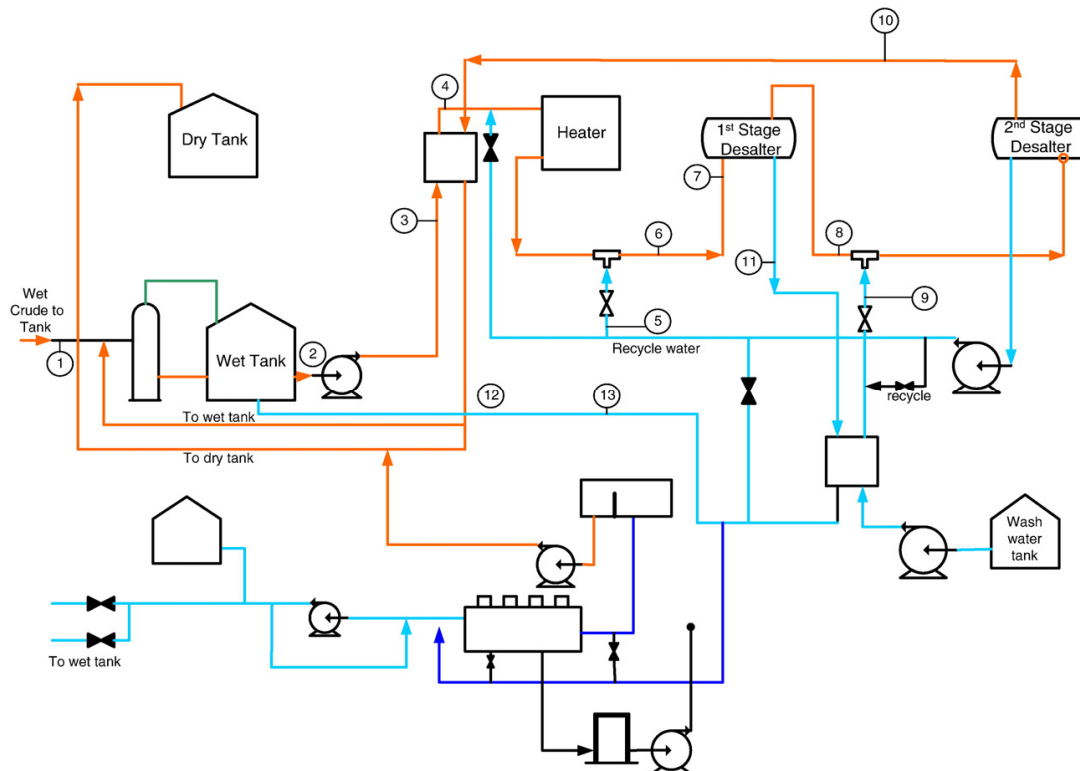 10
4
Dry Tank
Heater
1st Stage
Desalter
2nd Stage
Desalter
7
3
6
8
11
9
Wet
Crude to
Tank
1
Wet Tank
2
5
Recycle water
recycle
12
13
To wet tank
To dry tank
Wash
water
tank
To wet tank